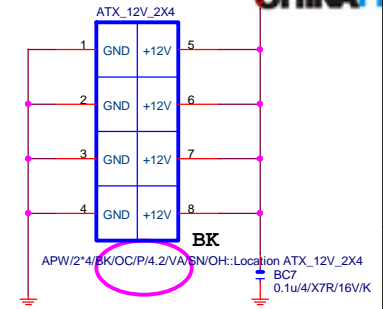 ATX_12V_2X4
1 GND +12V 5
2 GND +12V 6
3 GND +12V 7
4 GND +12V 8
BK
APW/2*4/BK/OC/P/4.2/VA/SN/OH::Location ATX_12V_2X4
BC7
0.1u/4/X7R/16V/K